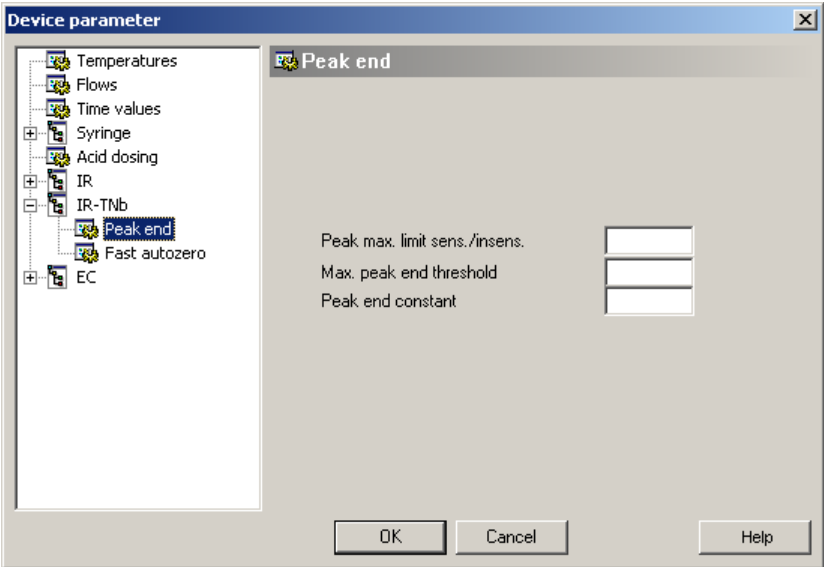 Device parameter
Temperatures
Flows
Time values
Syringe
Acid dosing
IR
IR-TNb
Peak end
Fast autozero
EC
Peak end
Peak max. limit sens./insens.
Max. peak end threshold
Peak end constant
OK
Cancel
Help